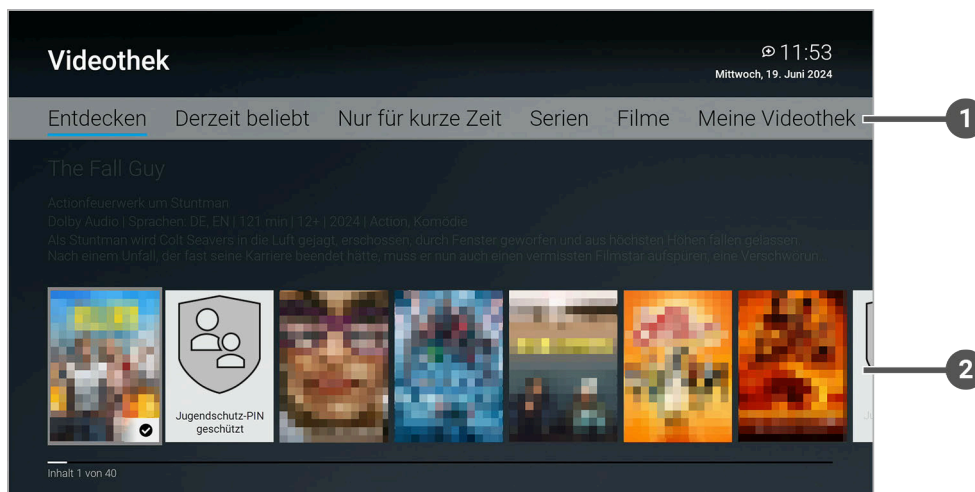 Videothek
11:53
Mittwoch, 19. Juni 2024
Entdecken Derzeit beliebt Nur für kurze Zeit Serien Filme Meine Videothek
1
The Fall Guy
Actionfeuerwerk um Stuntman
Dolby Audio | Sprachen: DE, EN | 121 min | 12+ | 2024 | Action, Komödie
Als Stuntman wird Colt Seavers in die Luft gejagt, erschossen, durch Fenster geworfen und aus höchsten Höhen fallen gelassen.
Nach einem Unfall, der fast seine Karriere beendet hätte, muss er nun auch einen vermissten Filmstar aufspüren, eine Verschworun...
Jugendschutz-PIN
geschützt
2
Inhalt 1 von 40